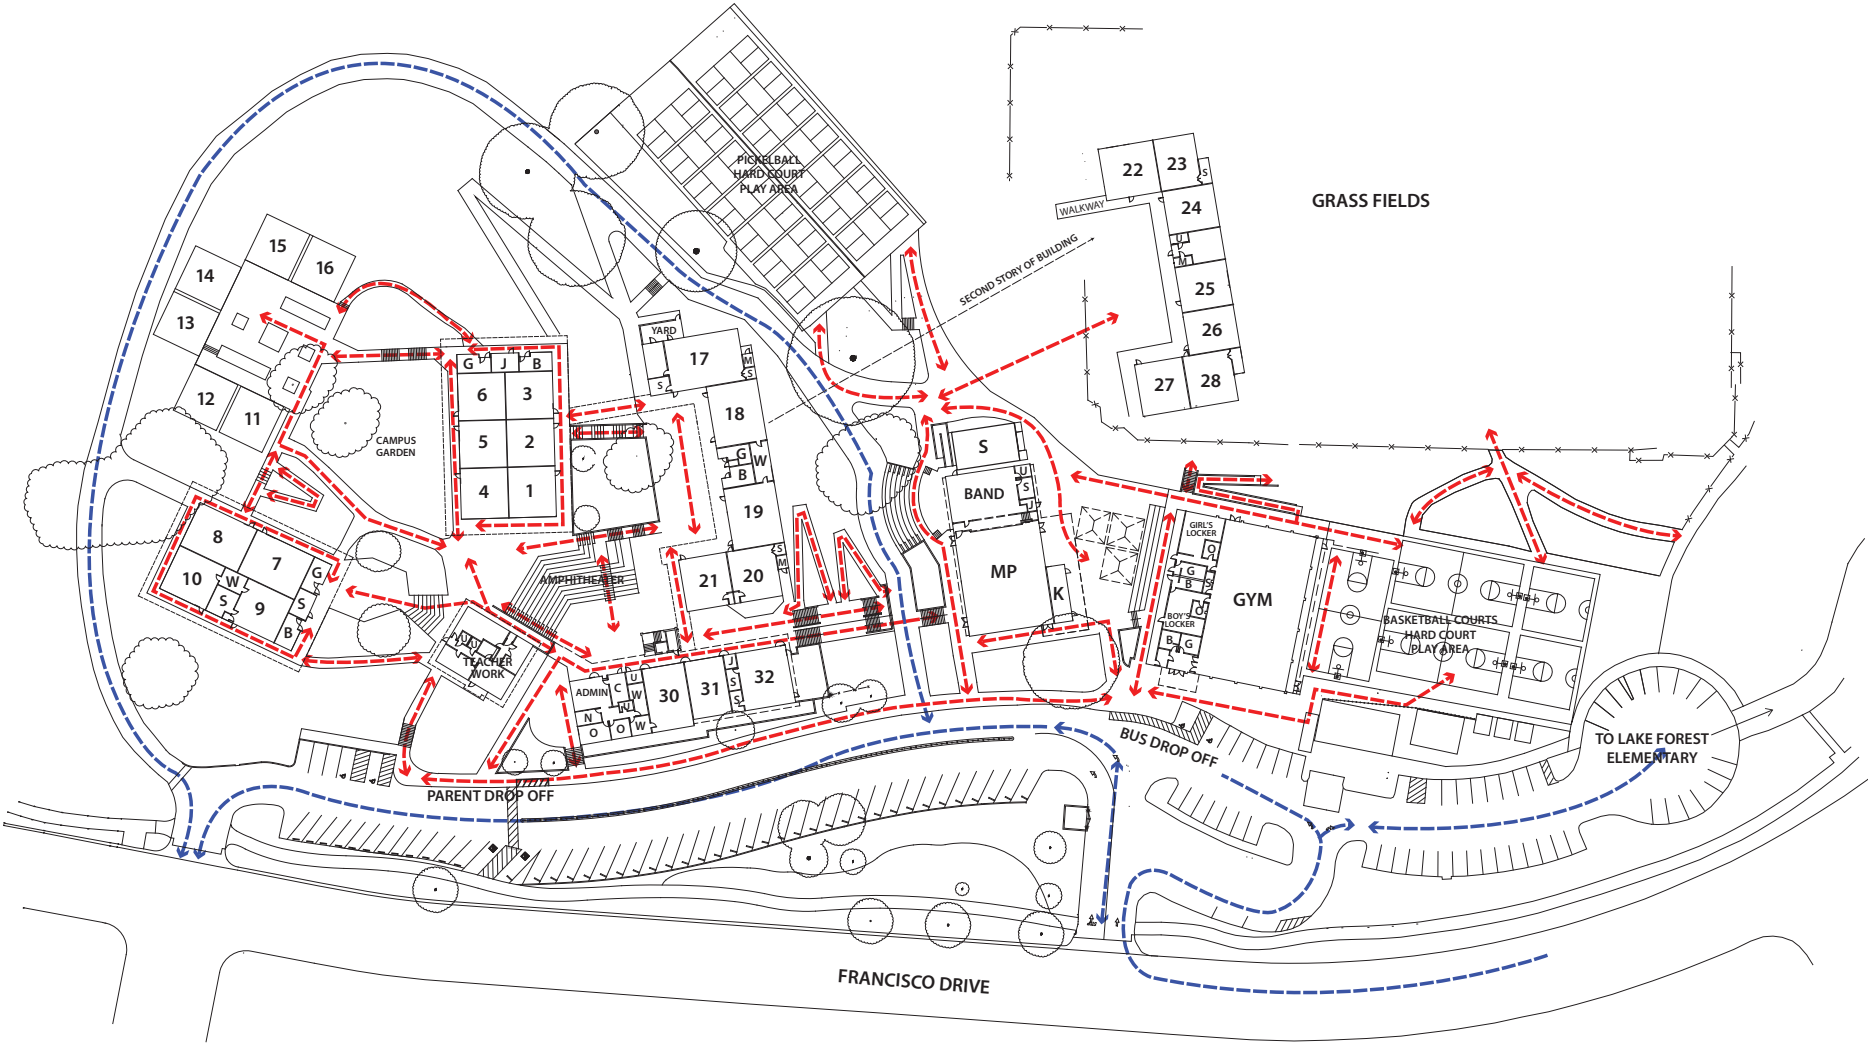 PICKELBALL
HARD COURT
PLAY AREA
22
23
S
GRASS FIELDS
WALKWAY
24
U
M
SECOND STORY OF BUILDING
25
26
27
28
15
16
14
13
12
11
YARD
17
M
S
S
G
J
B
6
3
5
2
4
1
CAMPUS
GARDEN
18
G
W
B
19
S
M
21
20
S
BAND
U
S
MP
K
GIRL'S
LOCKER
O
G
B
S
O
BOY'S
LOCKER
B
G
GYM
BASKETBALL COURTS
HARD COURT
PLAY AREA
8
7
10
W
G
S
9
S
B
AMPHITHEATER
U
U
TEACHER
WORK
ADMIN
C
U
W
U
N
O
O
W
30
31
J
S
S
32
BUS DROP OFF
TO LAKE FOREST
ELEMENTARY
PARENT DROP OFF
FRANCISCO DRIVE